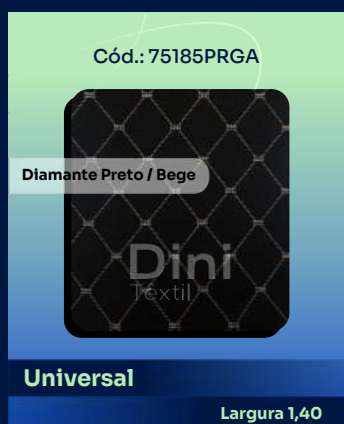 Cód.: 75185PRGA
Diamante Preto / Bege
Dini
Têxtil
Universal
Largura 1,40